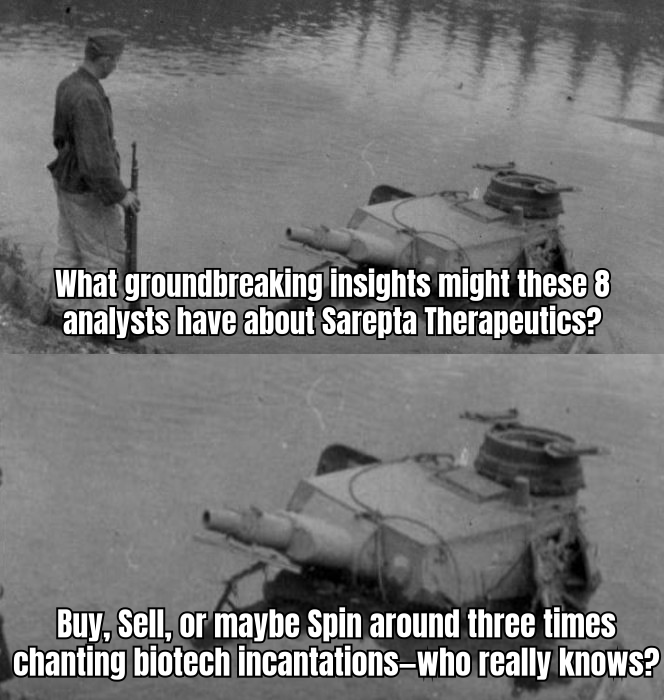 What groundbreaking insights might these 8
analysts have about Sarepta Therapeutics?
Buy, Sell, or maybe Spin around three times
chanting biotech incantations—who really knows?